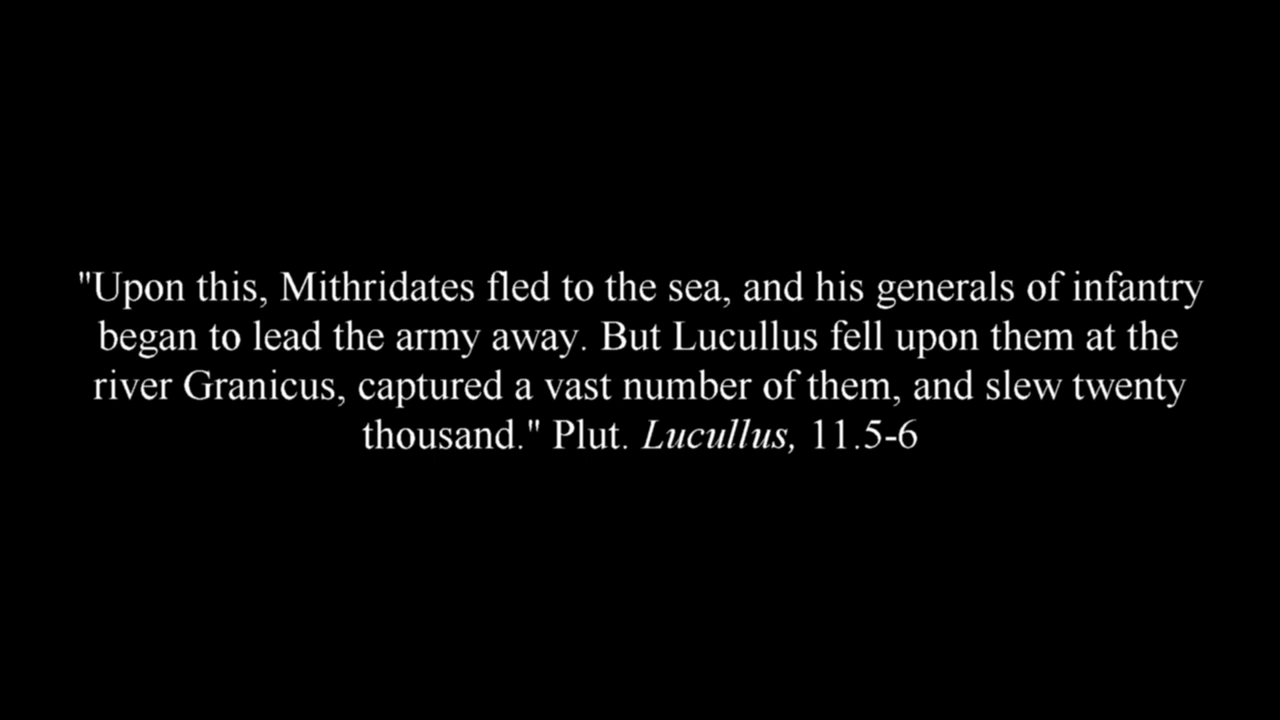 "Upon this, Mithridates fled to the sea, and his generals of infantry
began to lead the army away. But Lucullus fell upon them at the
river Granicus, captured a vast number of them, and slew twenty
thousand." Plut. Lucullus, 11.5-6